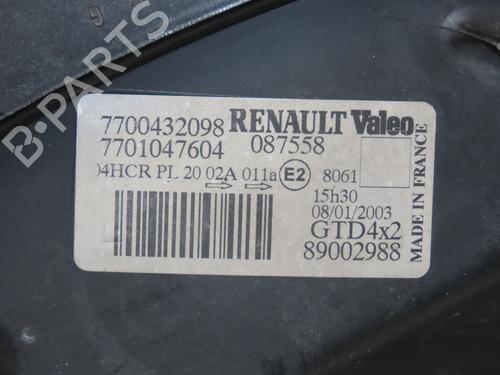 9
7700432098 RENAULT Valeo
7701047604 087558
04HCR PL 20 02A 011a E2 8061
15h30
08/01/2003
GTD4x2
89002988
MADE IN FRANCE
B-PARTS